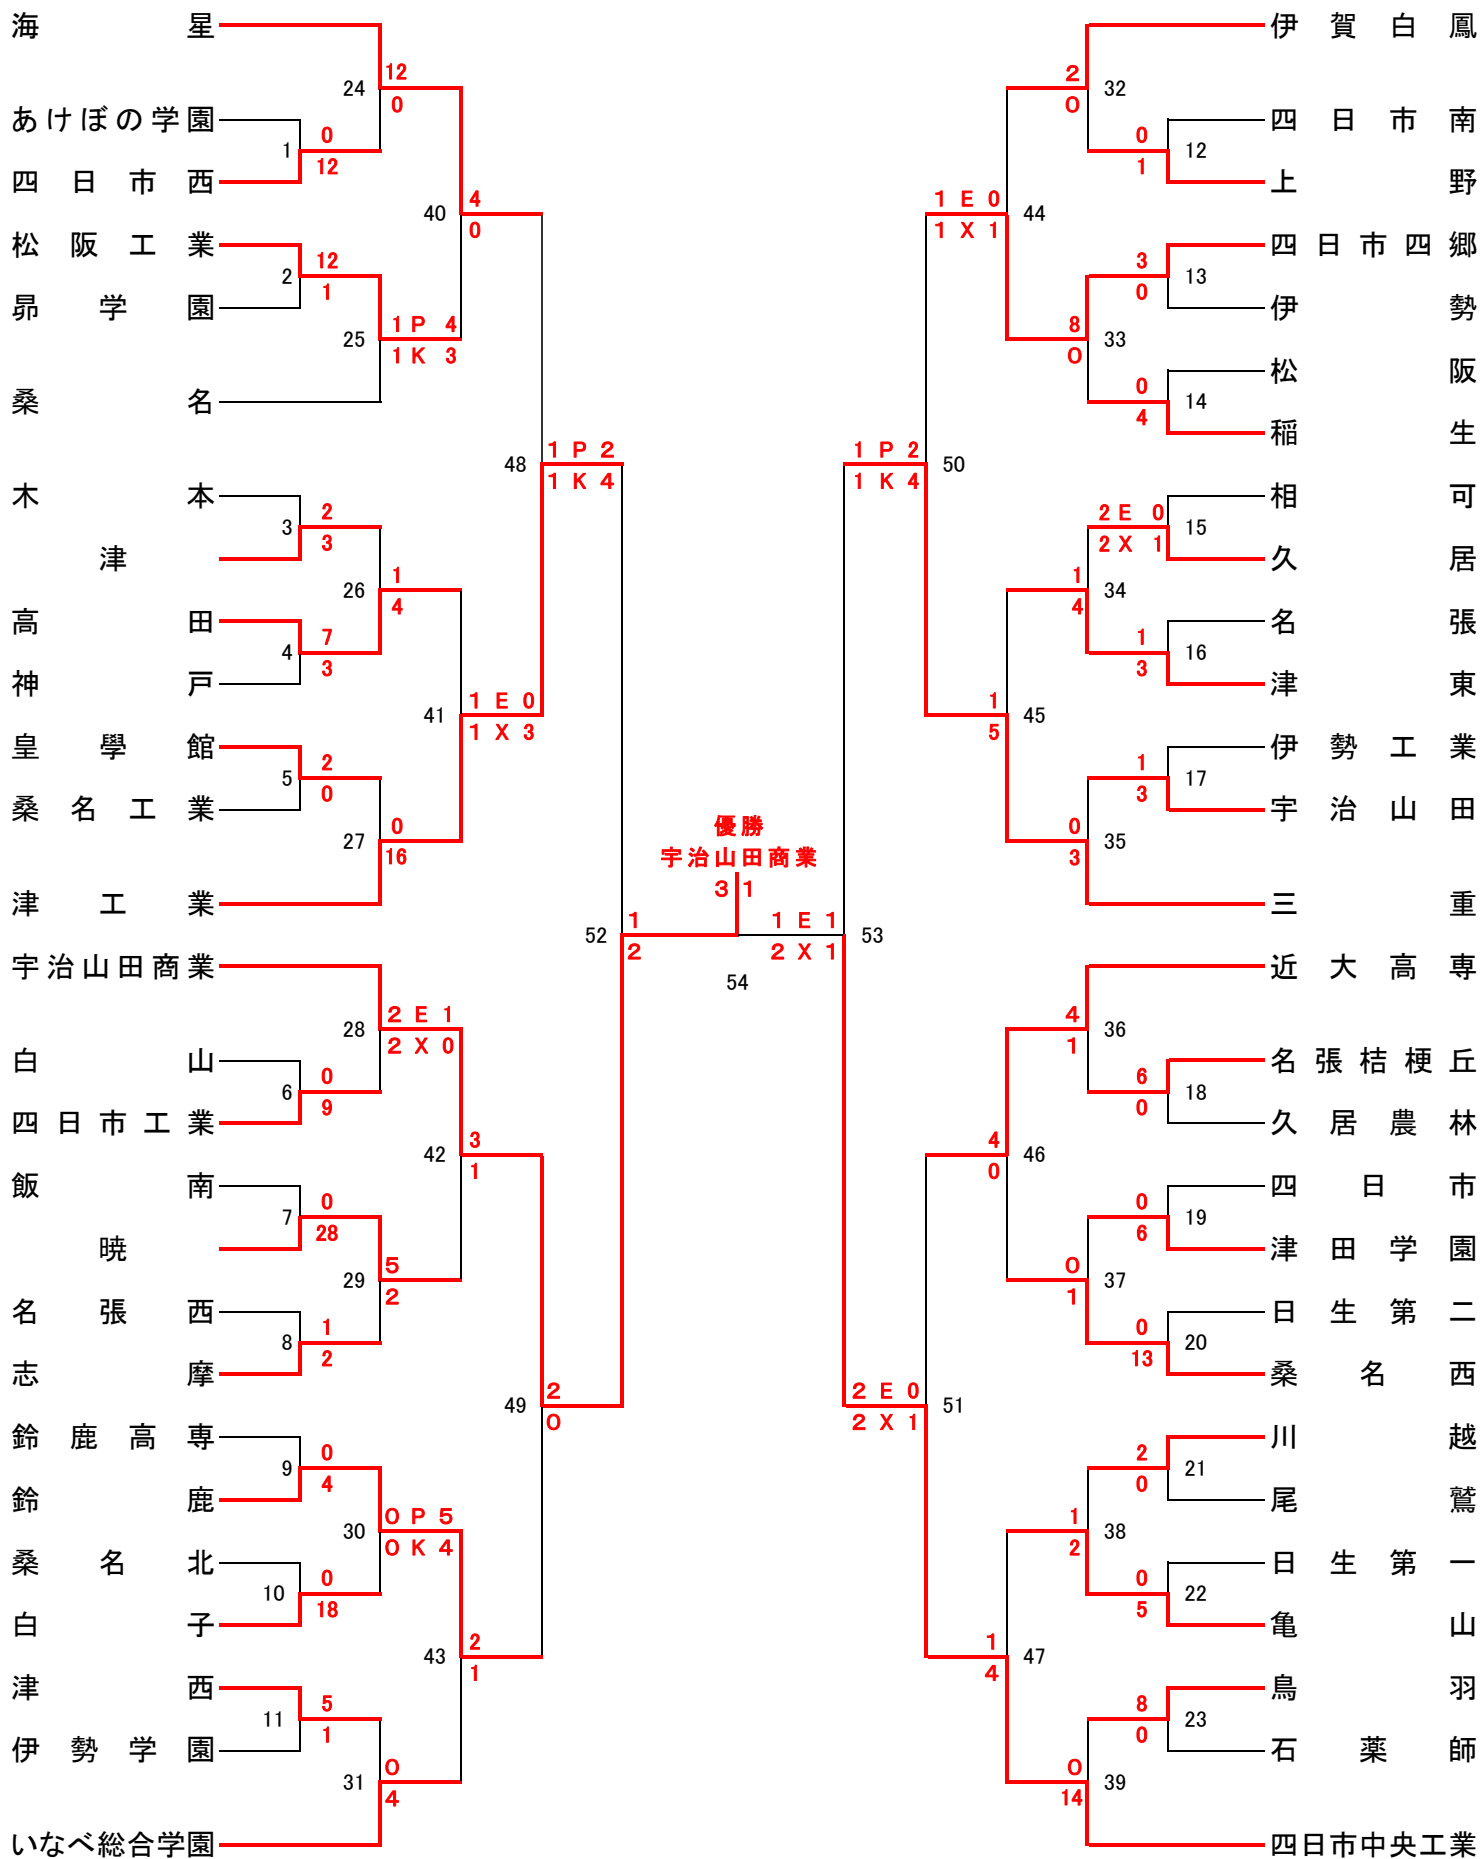 海星
12
24
0
あけぼの学園
0
1
12
四日市西
4
40
0
松阪工業
12
2
1
昴学園
1 P 4
25
1 K 3
桑名
1 P 2
48
1 K 4
木本
2
3
3
津
1
26
4
高田
7
4
3
神戸
1 E 0
41
1 X 3
皇學館
2
5
0
桑名工業
0
27
16
津工業
1
52
2
宇治山田商業
2 E 1
28
2 X 0
白山
0
6
9
四日市工業
3
42
1
飯南
0
7
28
暁
5
29
2
名張西
1
8
2
志摩
2
49
0
鈴鹿高専
0
9
4
鈴鹿
0 P 5
30
0 K 4
桑名北
0
10
18
白子
2
43
1
津西
5
11
1
伊勢学園
0
31
4
いなべ総合学園
優勝
宇治山田商業
3 1
54
伊賀白鳳
2
32
0
四日市南
0
12
1
上野
1 E 0
44
1 X 1
四日市四郷
3
13
0
伊勢
8
33
0
松阪
0
14
4
稲生
1 P 2
50
1 K 4
相可
2 E 0
15
2 X 1
久居
1
34
4
名張
1
16
3
津東
1
45
5
伊勢工業
1
17
3
宇治山田
0
35
3
三重
1 E 1
53
2 X 1
近大高専
4
36
1
名張桔梗丘
6
18
0
久居農林
4
46
0
四日市
0
19
6
津田学園
0
37
1
日生第二
0
20
13
桑名西
2 E 0
51
2 X 1
川越
2
21
0
尾鷲
1
38
2
日生第一
0
22
5
亀山
1
47
4
鳥羽
8
23
0
石薬師
0
39
14
四日市中央工業